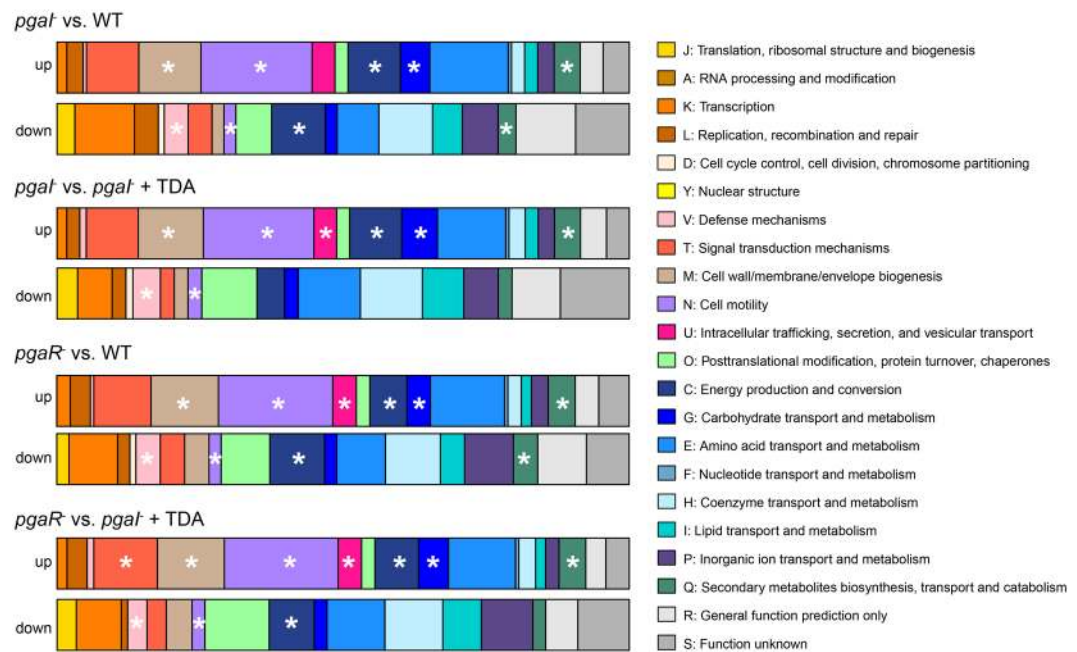 pgaI- vs. WT
up
* * * * * *
down
* * * *
pgaI- vs. pgaI- + TDA
up
* * * * * *
down
* *
pgaR- vs. WT
up
* * * * * *
down
* * * *
pgaR- vs. pgaI- + TDA
up
* * * * * * *
down
* * *
J: Translation, ribosomal structure and biogenesis
A: RNA processing and modification
K: Transcription
L: Replication, recombination and repair
D: Cell cycle control, cell division, chromosome partitioning
Y: Nuclear structure
V: Defense mechanisms
T: Signal transduction mechanisms
M: Cell wall/membrane/envelope biogenesis
N: Cell motility
U: Intracellular trafficking, secretion, and vesicular transport
O: Posttranslational modification, protein turnover, chaperones
C: Energy production and conversion
G: Carbohydrate transport and metabolism
E: Amino acid transport and metabolism
F: Nucleotide transport and metabolism
H: Coenzyme transport and metabolism
I: Lipid transport and metabolism
P: Inorganic ion transport and metabolism
Q: Secondary metabolites biosynthesis, transport and catabolism
R: General function prediction only
S: Function unknown